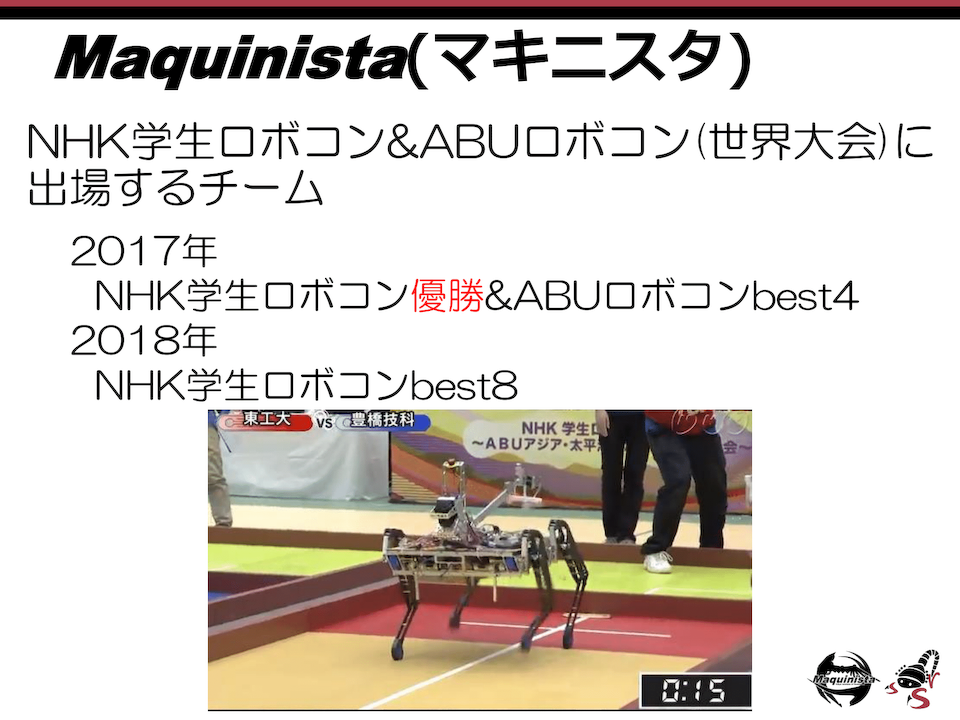 Maquinista(マキニスタ)
NHK学生ロボコン&ABUロボコン(世界大会)に
出場するチーム
2017年
NHK学生ロボコン優勝&ABUロボコンbest4
2018年
NHK学生ロボコンbest8
東工大 VS 豊橋技科
NHK 学生ロ
〜ABUアジア・太平
会〜
0:15
Maquinista